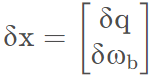 δx = [ δq
δω_b ]